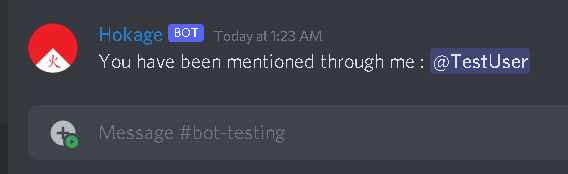 Hokage BOT Today at 1:23 AM
火
You have been mentioned through me : @TestUser
Message #bot-testing